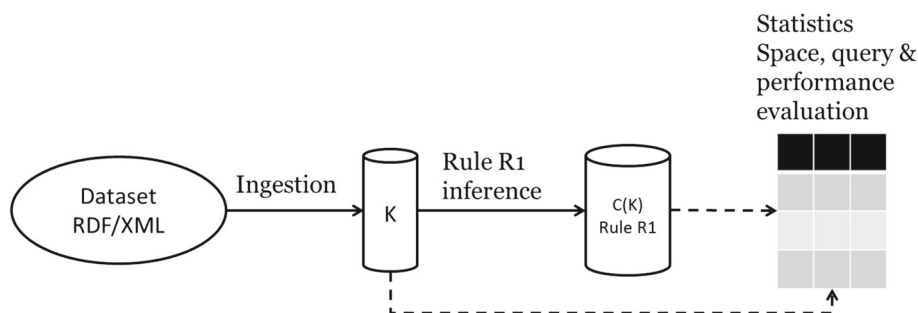 Statistics
Space, query &
performance
evaluation
Dataset
RDF/XML
Ingestion
K
Rule R1
inference
C(K)
Rule R1